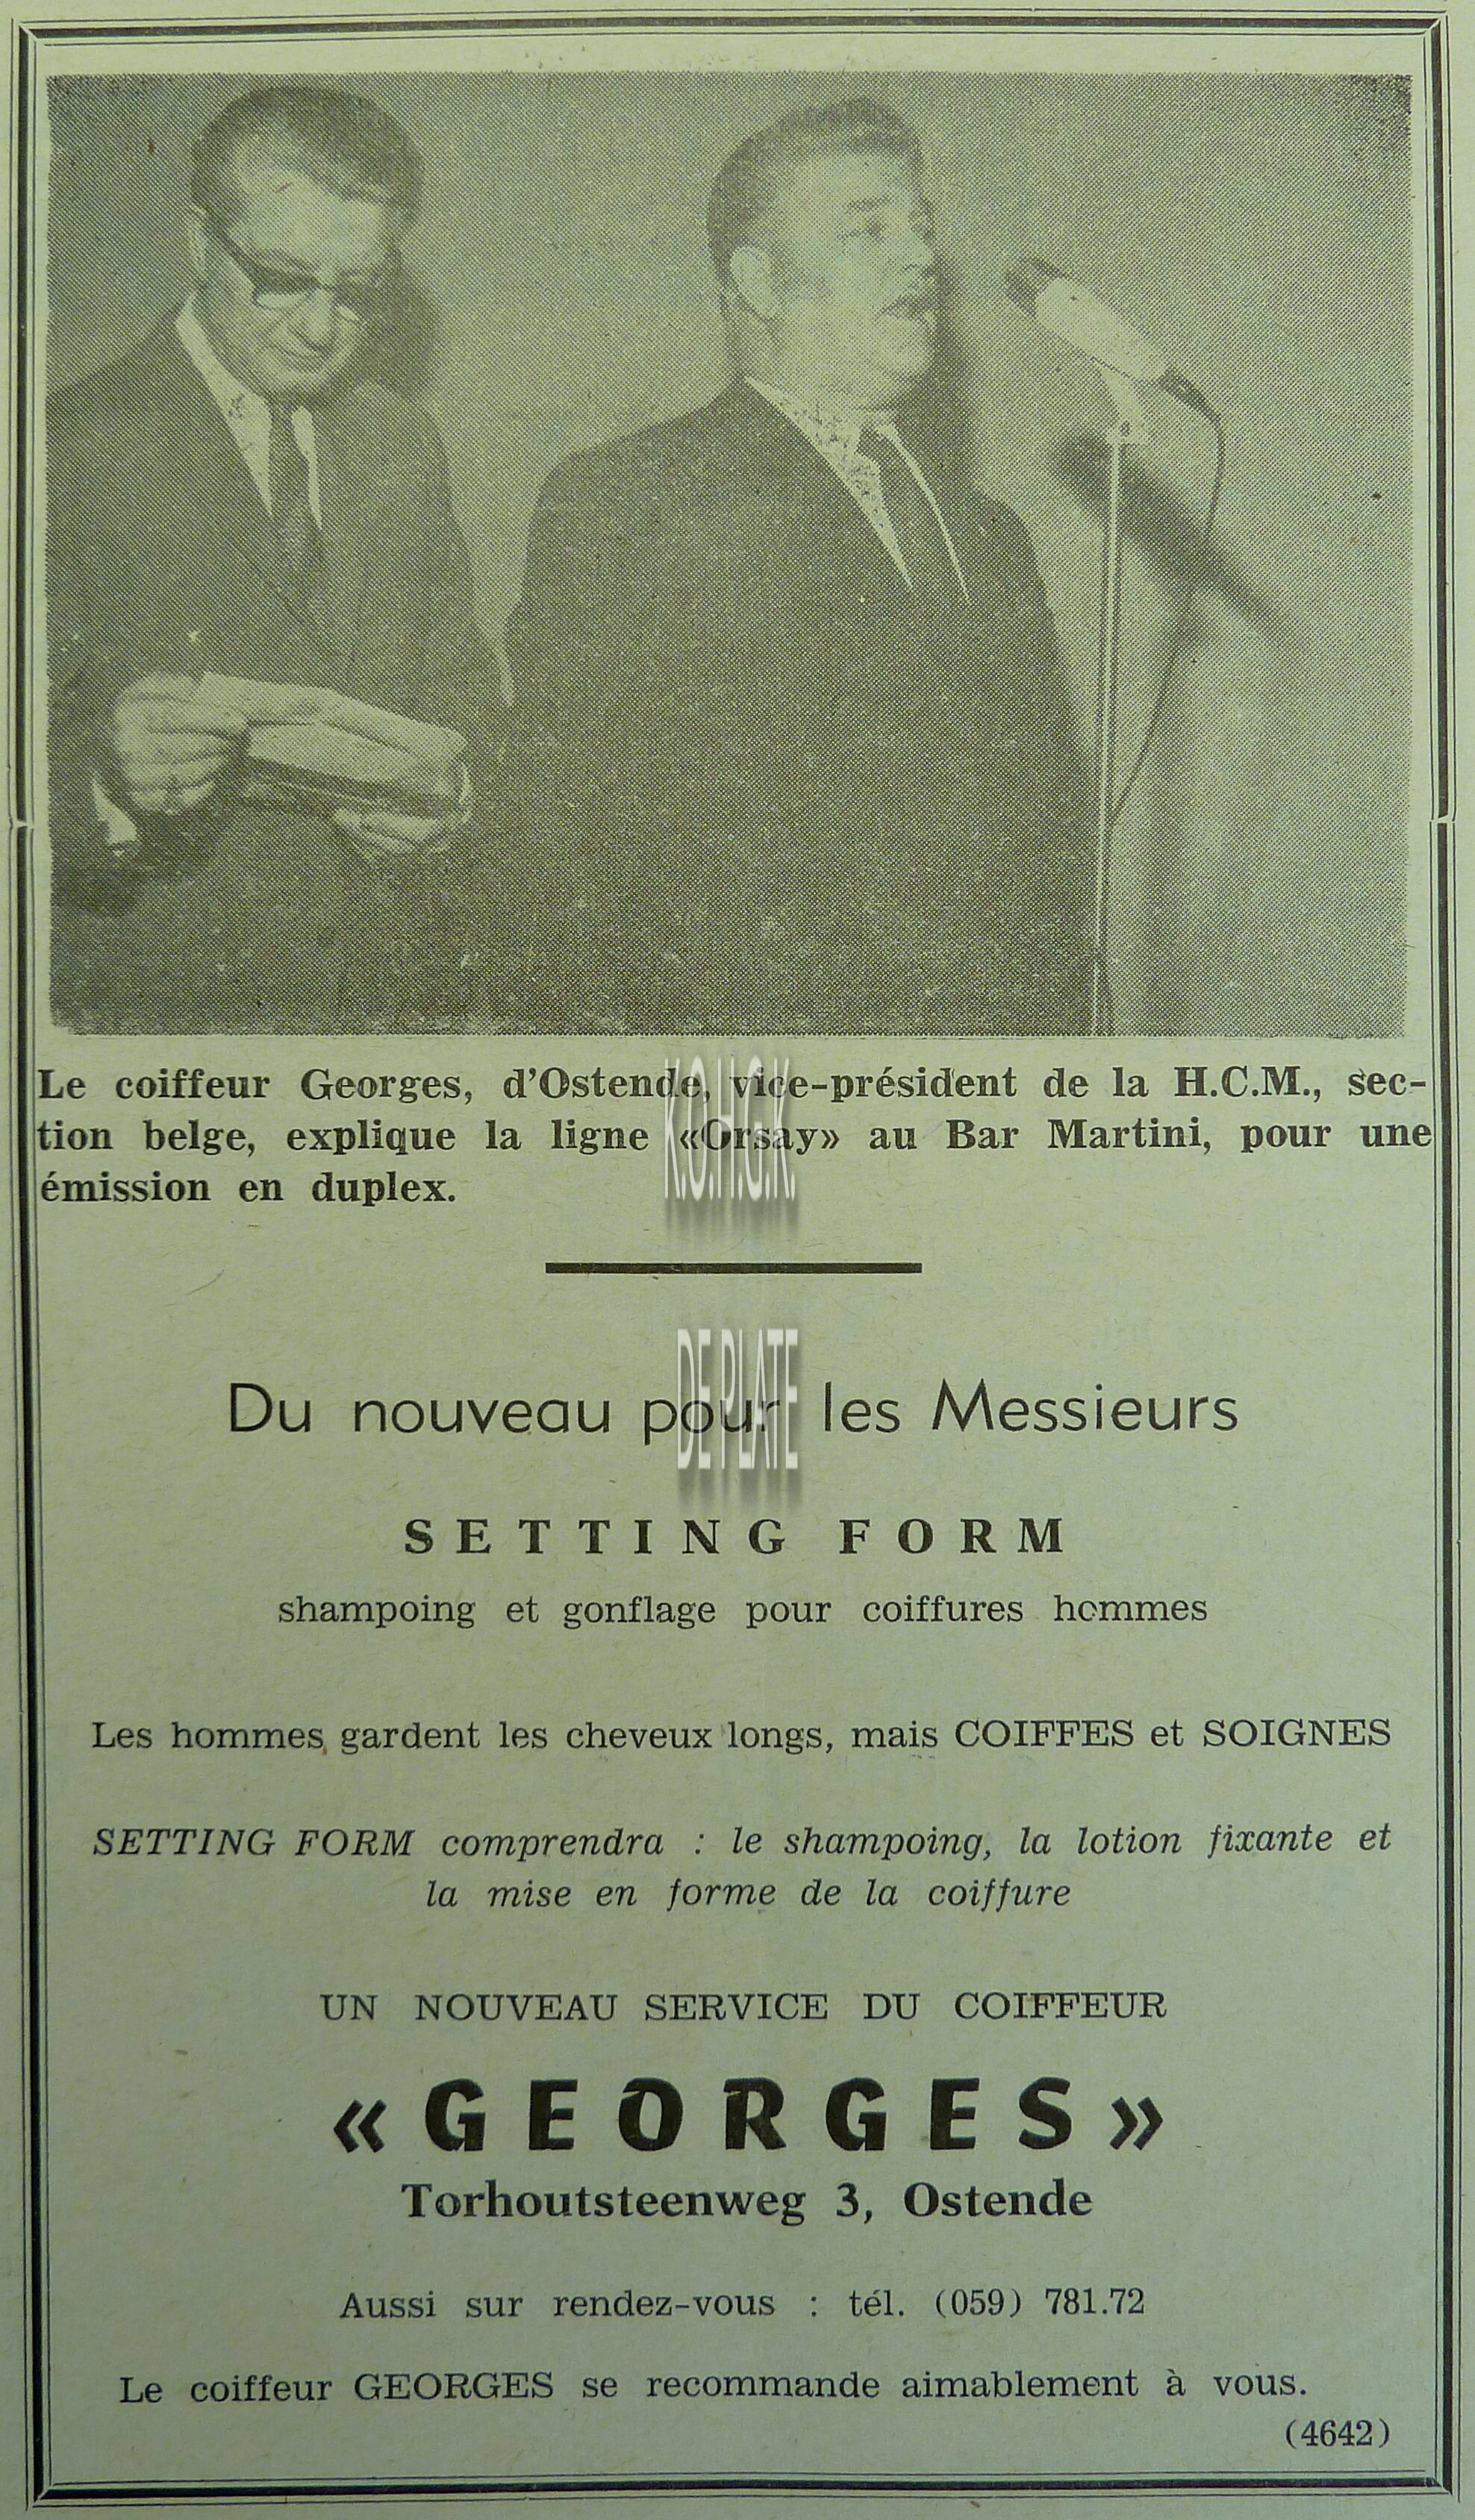 Le coiffeur Georges, d'Ostende, vice-président de la H.C.M., sec-
tion belge, explique la ligne «Orsay» au Bar Martini, pour une
émission en duplex.
K.O.H.G.K.
DE PLATE
Du nouveau pour les Messieurs
SETTING FORM
shampoing et gonflage pour coiffures hommes
Les hommes gardent les cheveux longs, mais COIFFES et SOIGNES
SETTING FORM comprendra : le shampoing, la lotion fixante et
la mise en forme de la coiffure
UN NOUVEAU SERVICE DU COIFFEUR
«GEORGES»
Torhoutsteenweg 3, Ostende
Aussi sur rendez-vous : tél. (059) 781.72
Le coiffeur GEORGES se recommande aimablement à vous.
(4642)